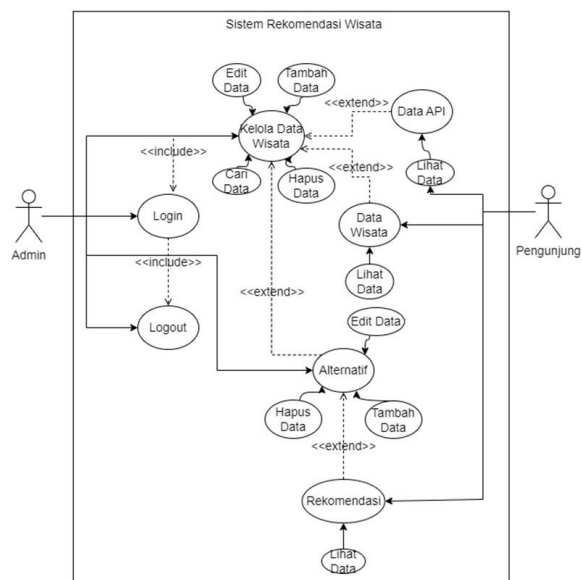 Sistem Rekomendasi Wisata
Edit
Data
Tambah
Data
<<extend>>
Data API
Kelola Data
Wisata
<<include>>
<<extend>>
Cari
Data
Hapus
Data
Lihat
Data
Login
Data
Wisata
Admin
Pengunjung
<<include>>
Lihat
Data
<<extend>>
Edit Data
Logout
Alternatif
Hapus
Data
Tambah
Data
<<extend>>
Rekomendasi
Lihat
Data